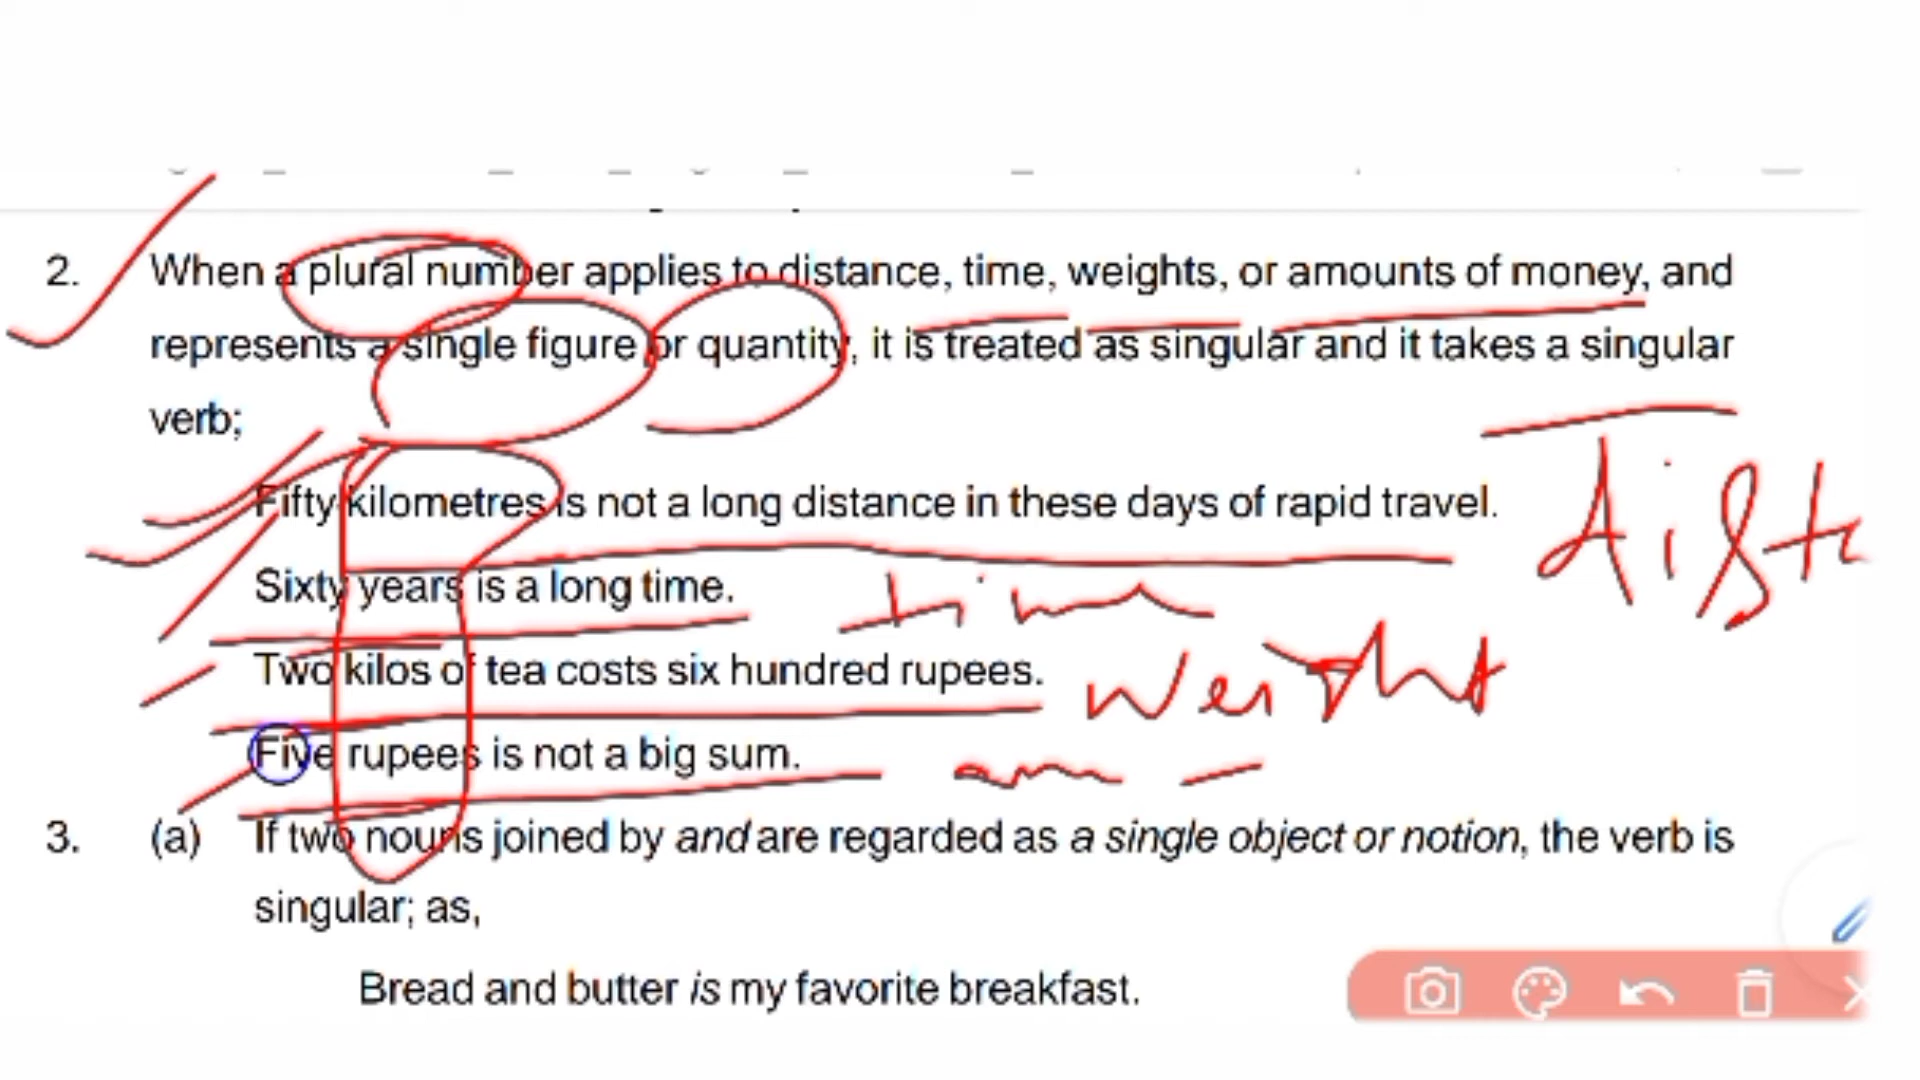 2. When a plural number applies to distance, time, weights, or amounts of money, and
represents a single figure or quantity, it is treated as singular and it takes a singular
verb;
Fifty kilometres is not a long distance in these days of rapid travel.
Sixty years is a long time.
time
Two kilos of tea costs six hundred rupees.
Weight
Five rupees is not a big sum.
3. (a) If two nouns joined by and are regarded as a single object or notion, the verb is
singular; as,
Bread and butter is my favorite breakfast.